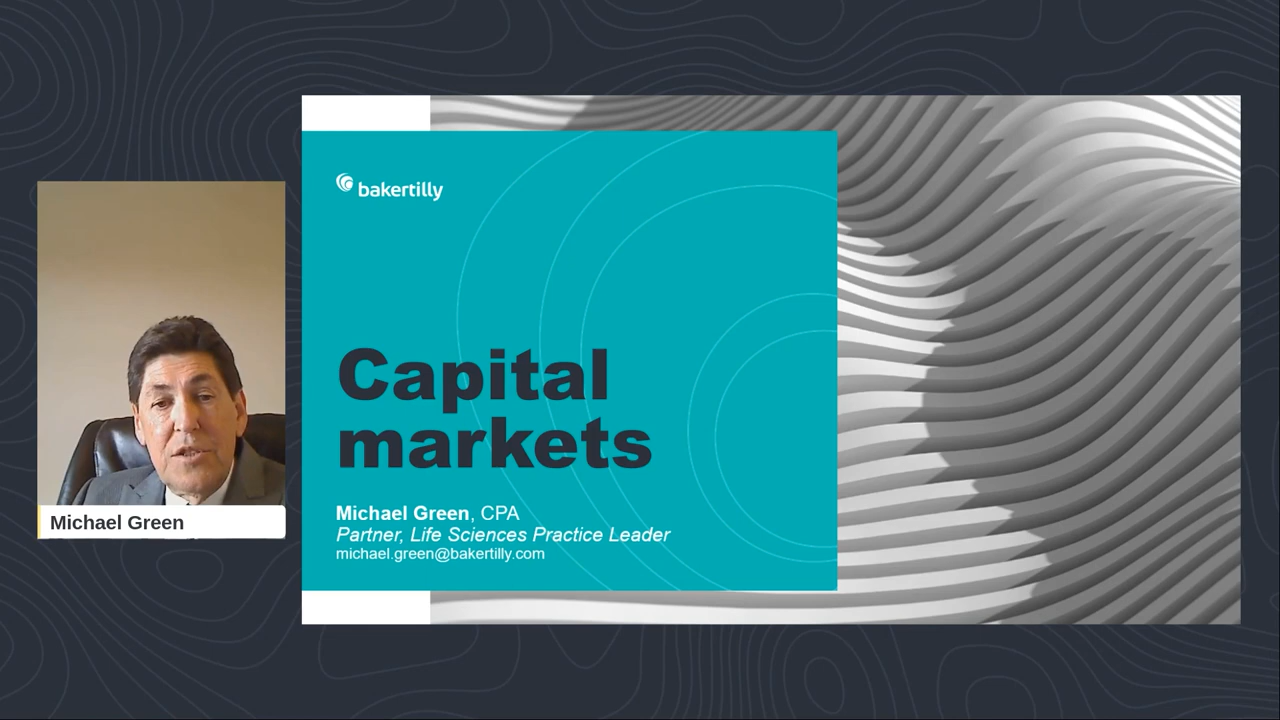 bakertilly
Capital
markets
Michael Green, CPA
Partner, Life Sciences Practice Leader
michael.green@bakertilly.com
Michael Green